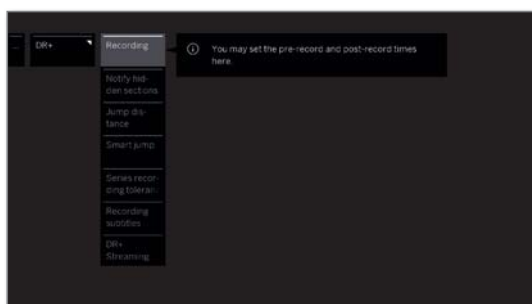 ...
DR+
Recording
You may set the pre-record and post-record times
here.
Notify hid-
den sections
Jump dis-
tance
Smart jump
Series recor-
ding toleran...
Recording
subtitles
DR+
Streaming